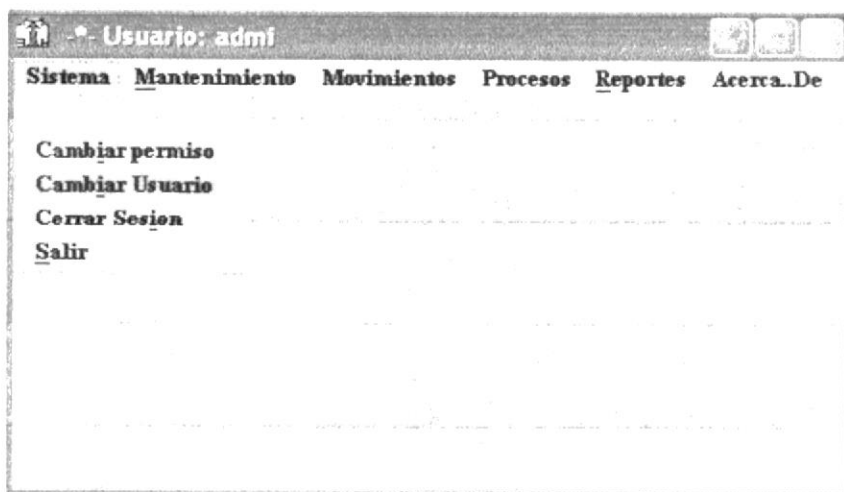 -*- Usuario: admi
Sistema Mantenimiento Movimientos Procesos Reportes Acerca..De
Cambiar permiso
Cambiar Usuario
Cerrar Sesion
Salir